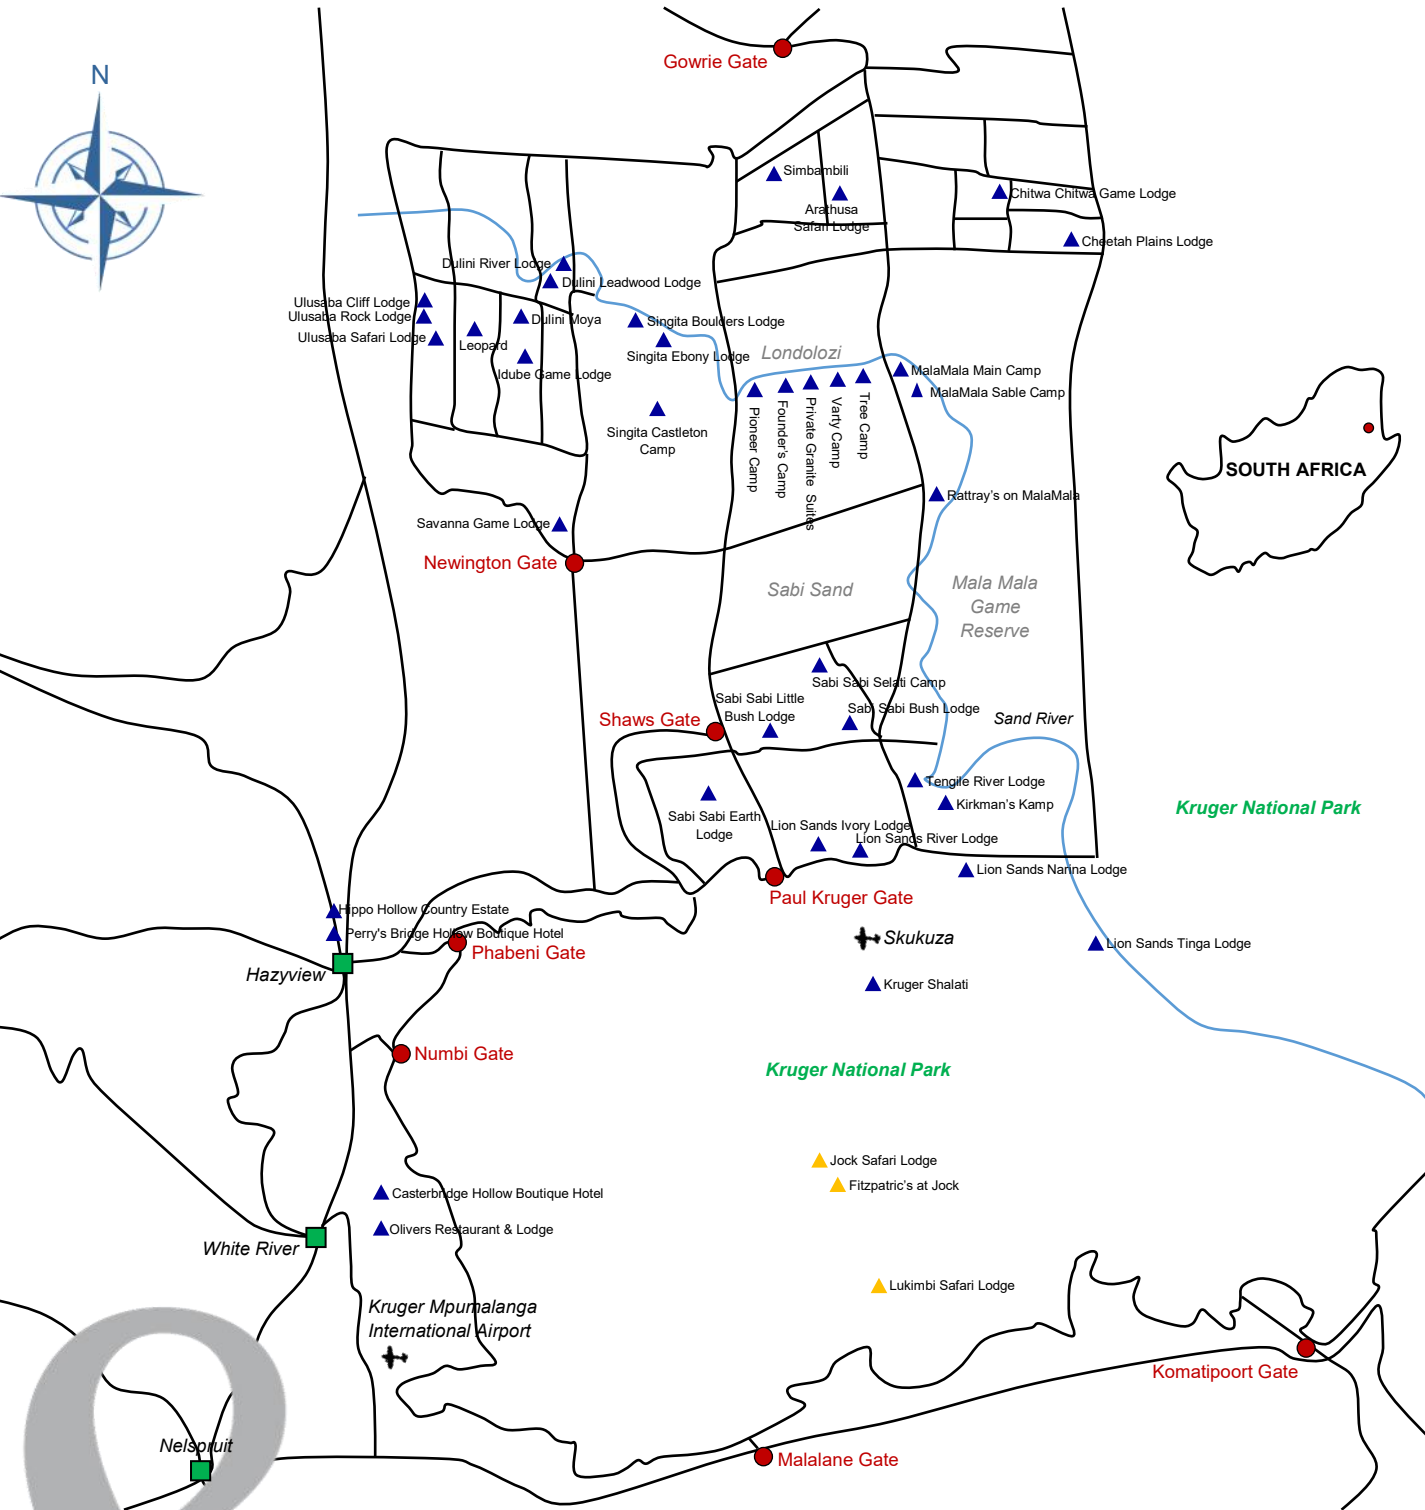 N
Gowrie Gate
Simbambili
Arathusa
Safari Lodge
Chitwa Chitwa Game Lodge
Cheetah Plains Lodge
Dulini River Lodge
Dulini Leadwood Lodge
Ulusaba Cliff Lodge
Ulusaba Rock Lodge
Ulusaba Safari Lodge
Leopard
Dulini Moya
Idube Game Lodge
Singita Boulders Lodge
Singita Ebony Lodge
Singita Castleton
Camp
Londolozi
Pioneer Camp
Founder's Camp
Private Granite Suites
Varty Camp
Tree Camp
MalaMala Main Camp
MalaMala Sable Camp
Rattray's on MalaMala
SOUTH AFRICA
Savanna Game Lodge
Newington Gate
Sabi Sand
Mala Mala
Game
Reserve
Sabi Sabi Selati Camp
Sabi Sabi Little
Bush Lodge
Sabi Sabi Bush Lodge
Shaws Gate
Sand River
Tengile River Lodge
Kirkman's Kamp
Sabi Sabi Earth
Lodge
Lion Sands Ivory Lodge
Lion Sands River Lodge
Lion Sands Narina Lodge
Kruger National Park
Paul Kruger Gate
Hippo Hollow Country Estate
Perry's Bridge Hollow Boutique Hotel
Phabeni Gate
Hazyview
Skukuza
Lion Sands Tinga Lodge
Kruger Shalati
Numbi Gate
Kruger National Park
Jock Safari Lodge
Fitzpatric's at Jock
Casterbridge Hollow Boutique Hotel
Olivers Restaurant & Lodge
White River
Lukimbi Safari Lodge
Kruger Mpumalanga
International Airport
Komatipoort Gate
Nelspruit
Malalane Gate